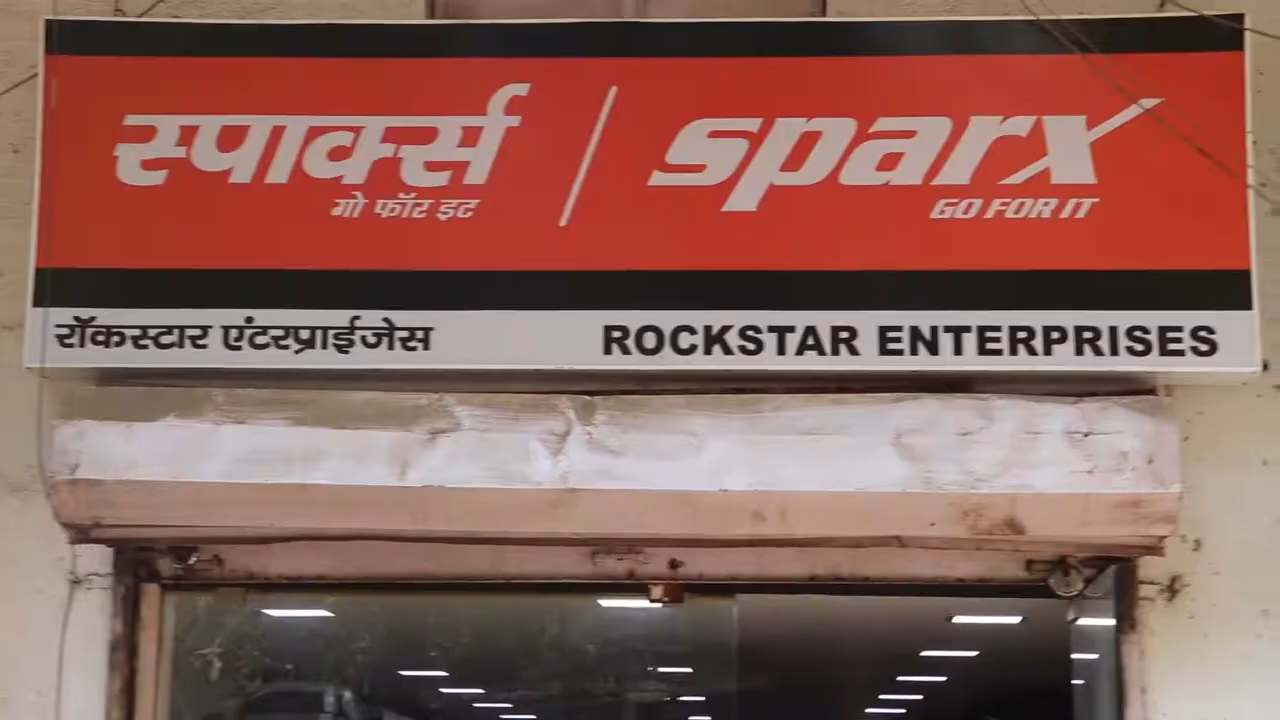 स्पार्क्स
गो फॉर इट
sparx
GO FOR IT
रॉकस्टार एंटरप्राईजेस
ROCKSTAR ENTERPRISES